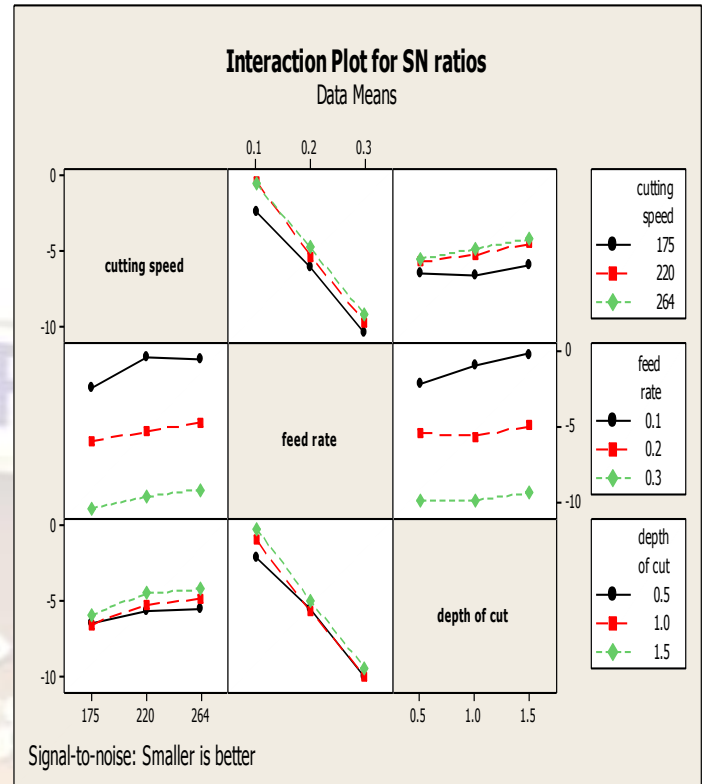 Interaction Plot for SN ratios
Data Means
0.1 0.2 0.3
0
-5
-10
cutting speed
cutting
speed
175
220
264
0
-5
-10
feed rate
feed
rate
0.1
0.2
0.3
0
-5
-10
depth of cut
depth
of cut
0.5
1.0
1.5
175 220 264 0.5 1.0 1.5
Signal-to-noise: Smaller is better